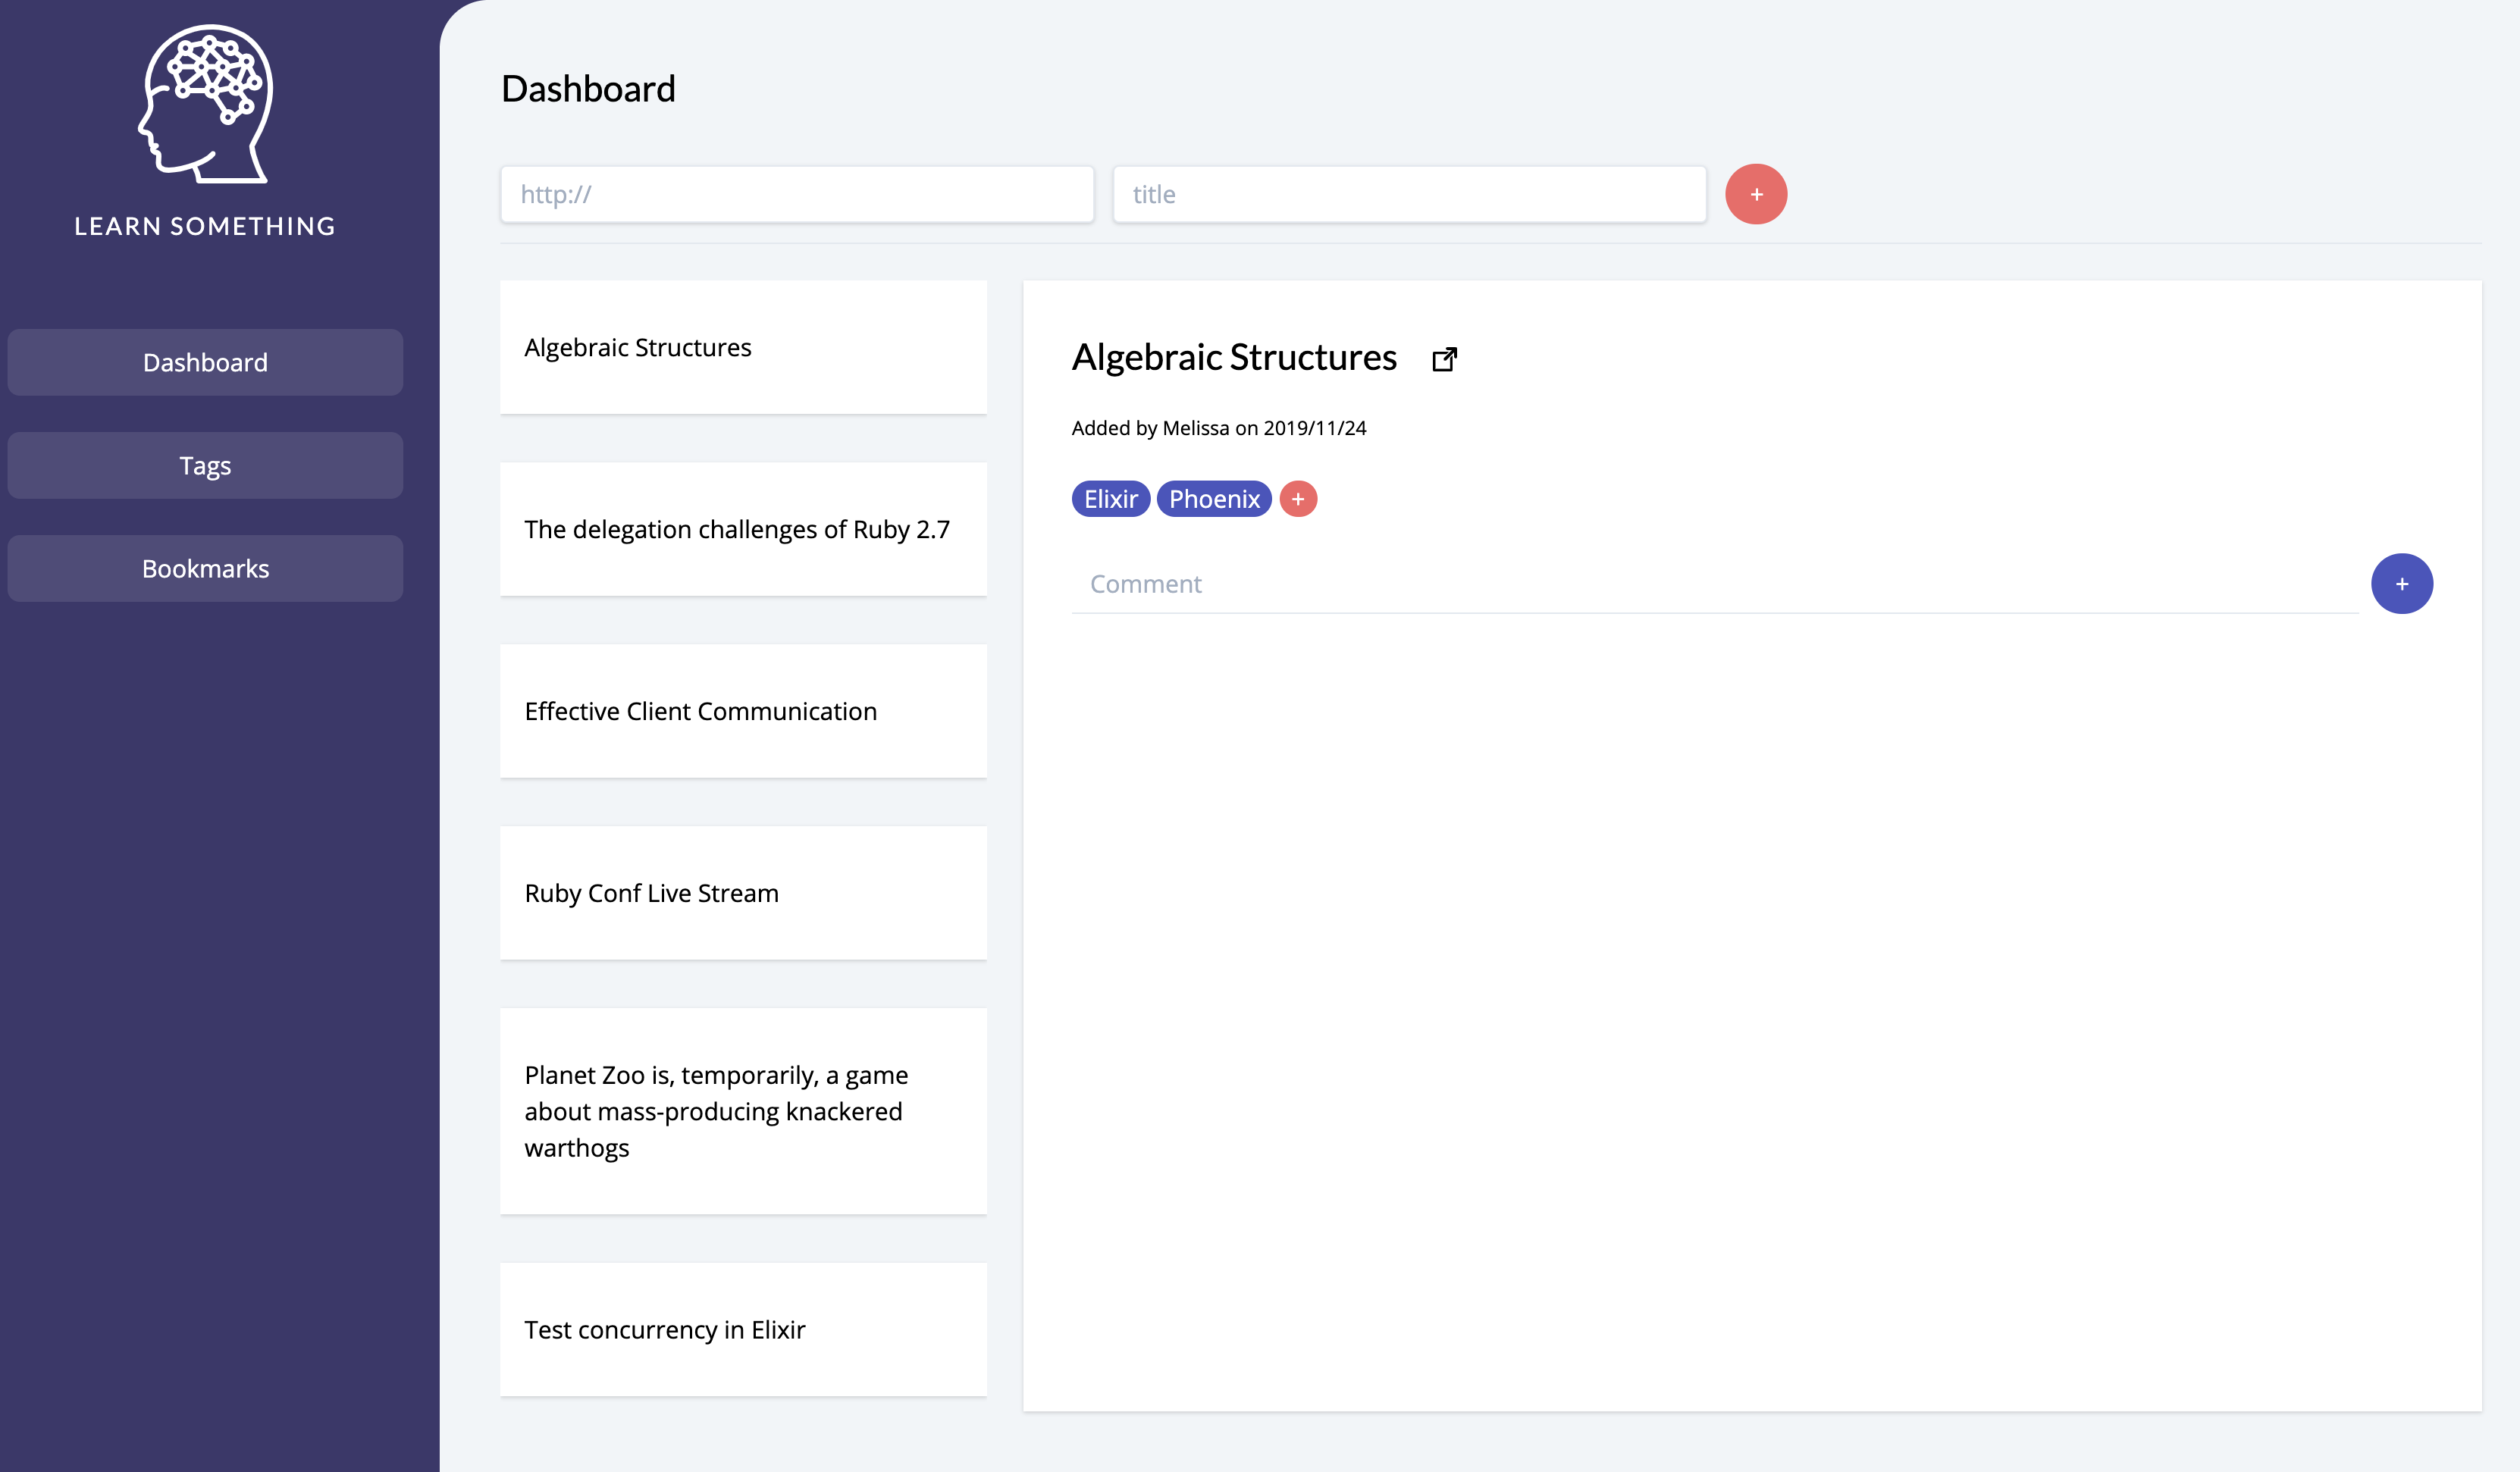 LEARN SOMETHING
Dashboard
Tags
Bookmarks
Dashboard
http://
title
+
Algebraic Structures
The delegation challenges of Ruby 2.7
Effective Client Communication
Ruby Conf Live Stream
Planet Zoo is, temporarily, a game
about mass-producing knackered
warthogs
Test concurrency in Elixir
Algebraic Structures
Added by Melissa on 2019/11/24
Elixir Phoenix +
Comment
+